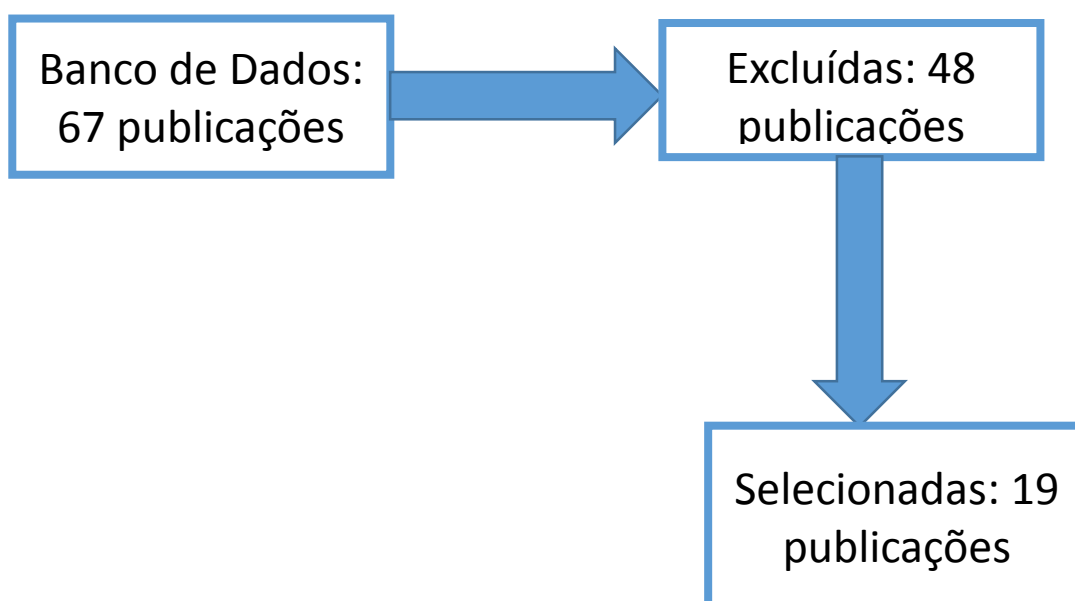 Banco de Dados:
67 publicações
Excluídas: 48
publicações
Selecionadas: 19
publicações